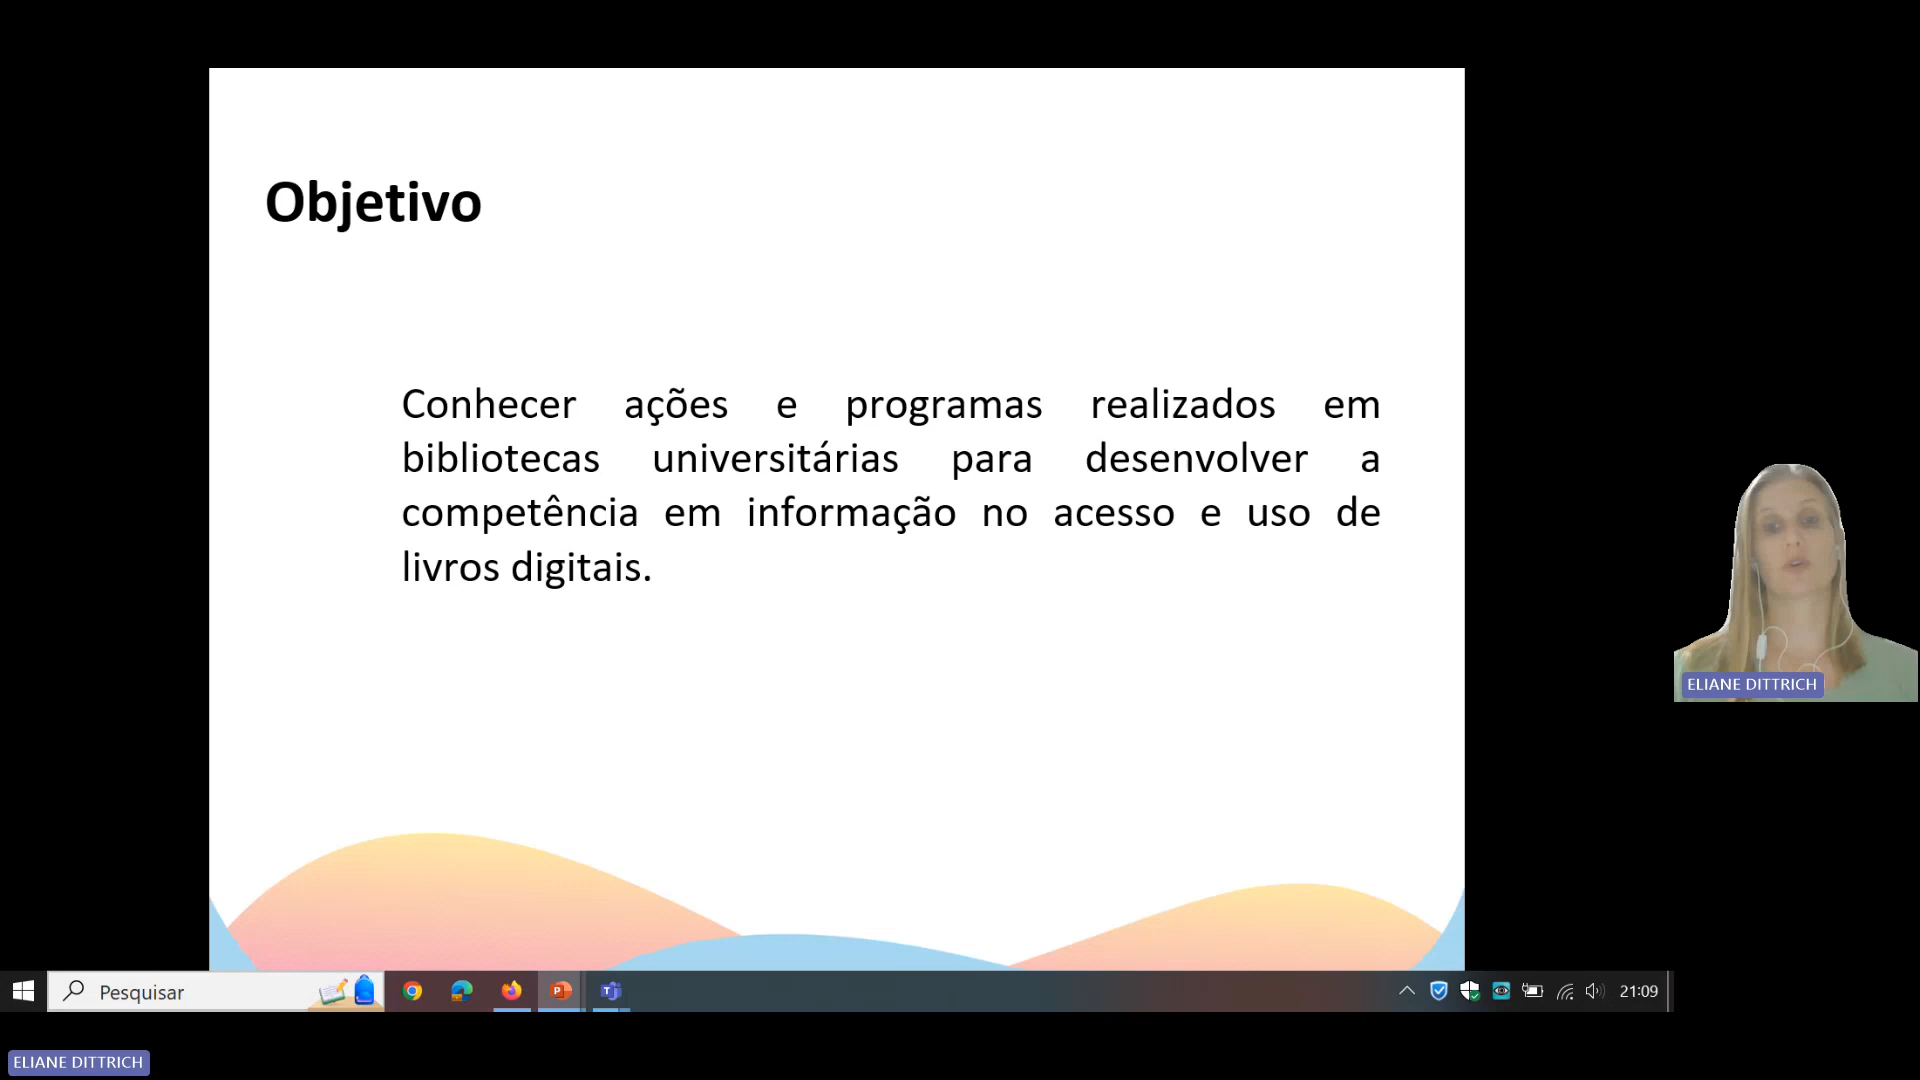 Objetivo
Conhecer ações e programas realizados em
bibliotecas universitárias para desenvolver a
competência em informação no acesso e uso de
livros digitais.
ELIANE DITTRICH
Pesquisar
21:09
ELIANE DITTRICH